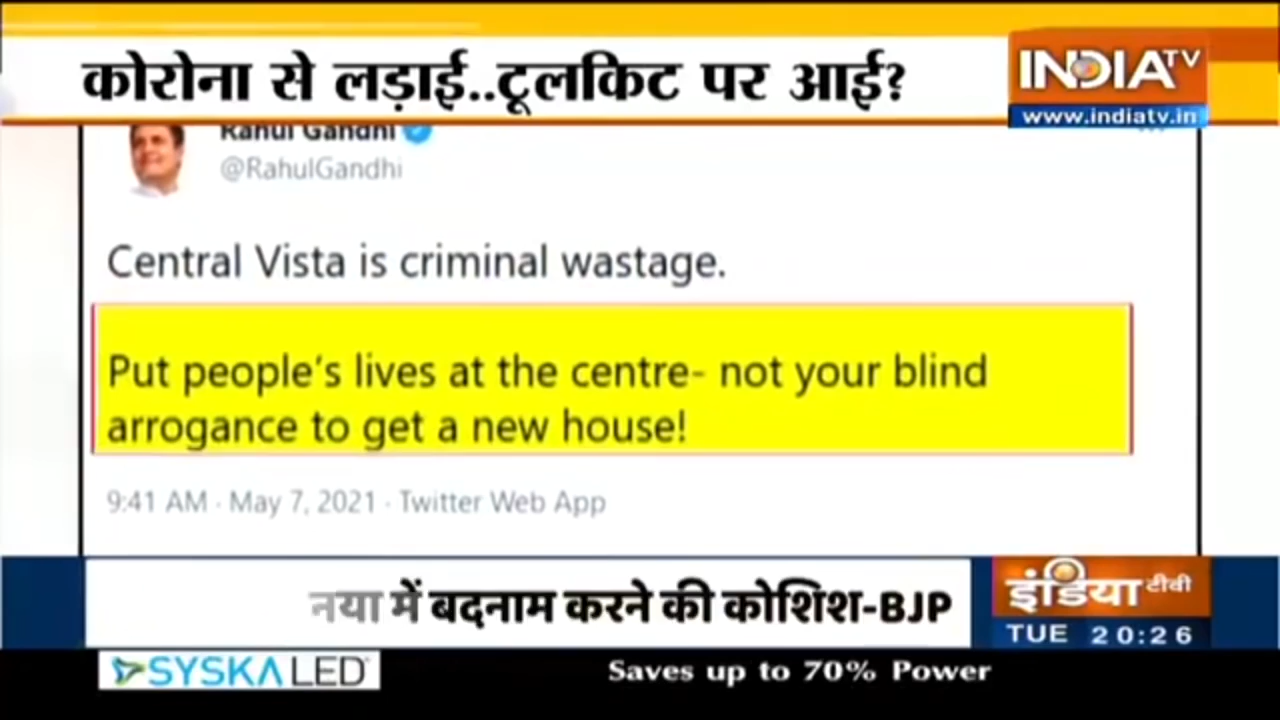 कोरोना से लड़ाई..टूलकिट पर आई?
INDIA TV
www.indiatv.in
Rahul Gandhi
@RahulGandhi
Central Vista is criminal wastage.
Put people's lives at the centre- not your blind
arrogance to get a new house!
9:41 AM · May 7, 2021 · Twitter Web App
में बदनाम करने की कोशिश-BJP
इंडिया टीवी
TUE 20:26
SYSKA LED
Saves up to 70% Power